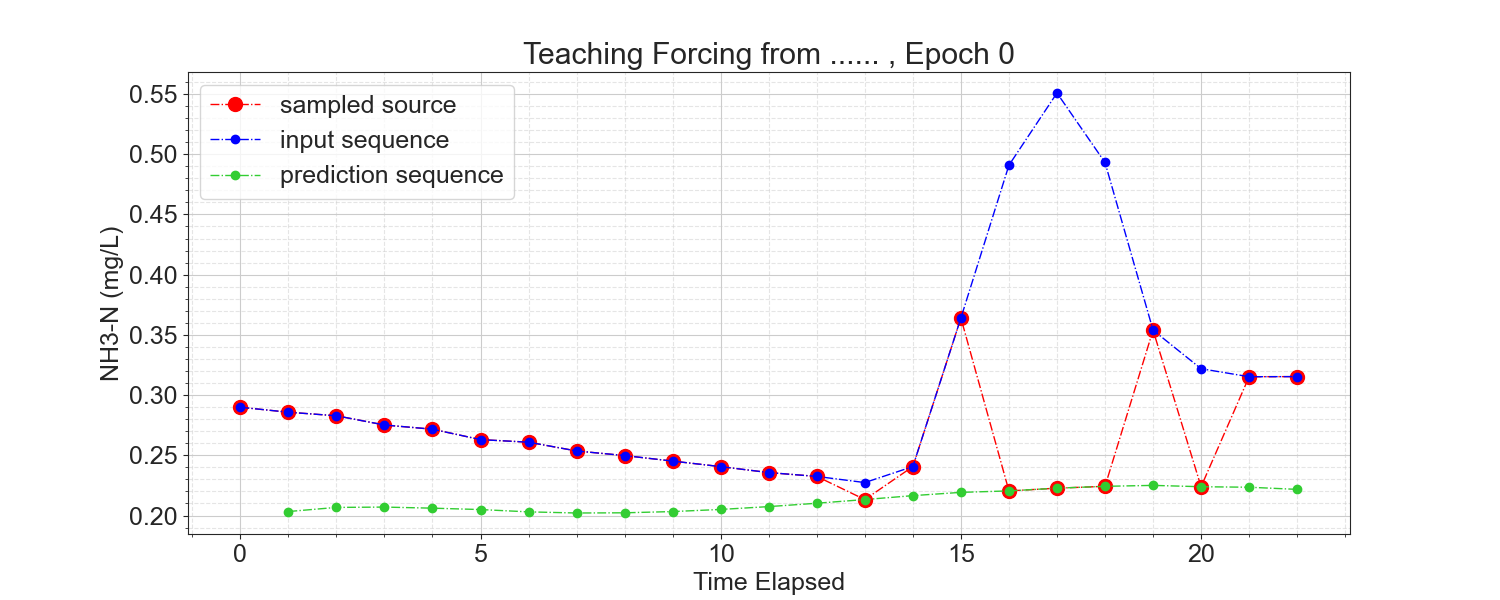 Teaching Forcing from ...... , Epoch 0
sampled source
input sequence
prediction sequence
NH3-N (mg/L)
0.55
0.50
0.45
0.40
0.35
0.30
0.25
0.20
0 5 10 15 20
Time Elapsed